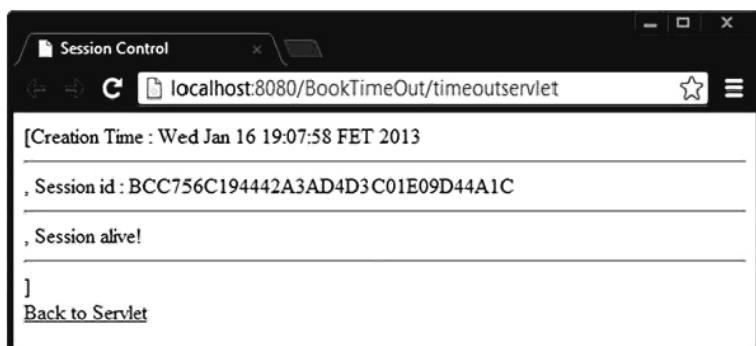 Session Control
localhost:8080/BookTimeOut/timeoutservlet
[Creation Time : Wed Jan 16 19:07:58 FET 2013
, Session id : BCC756C194442A3AD4D3C01E09D44A1C
, Session alive!
]
Back to Servlet